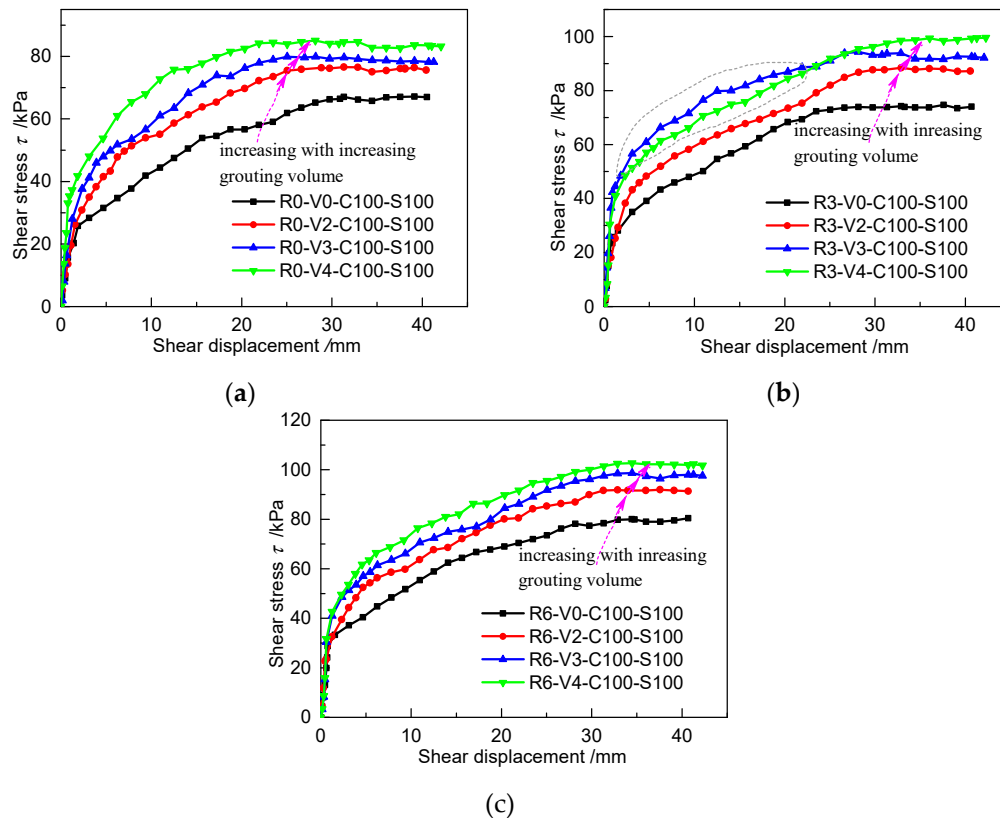 80
60
40
20
0
0
10
20
30
40
Shear stress τ /kPa
Shear displacement /mm
increasing with increasing
grouting volume
R0-V0-C100-S100
R0-V2-C100-S100
R0-V3-C100-S100
R0-V4-C100-S100
(a)
100
80
60
40
20
0
0
10
20
30
40
Shear stress τ /kPa
Shear displacement /mm
increasing with inreasing
grouting volume
R3-V0-C100-S100
R3-V2-C100-S100
R3-V3-C100-S100
R3-V4-C100-S100
(b)
120
100
80
60
40
20
0
0
10
20
30
40
Shear stress τ /kPa
Shear displacement /mm
increasing with inreasing
grouting volume
R6-V0-C100-S100
R6-V2-C100-S100
R6-V3-C100-S100
R6-V4-C100-S100
(c)